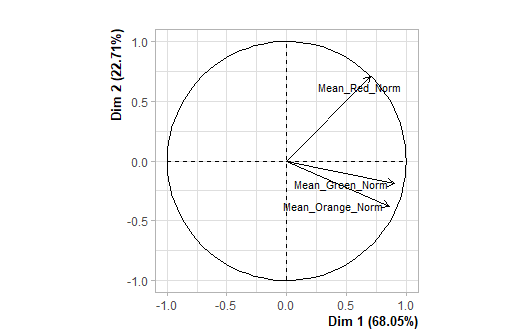 Dim 2 (22.71%)
1.0
0.5
0.0
-0.5
-1.0
Mean_Red_Norm
Mean_Green_Norm
Mean_Orange_Norm
-1.0 -0.5 0.0 0.5 1.0
Dim 1 (68.05%)